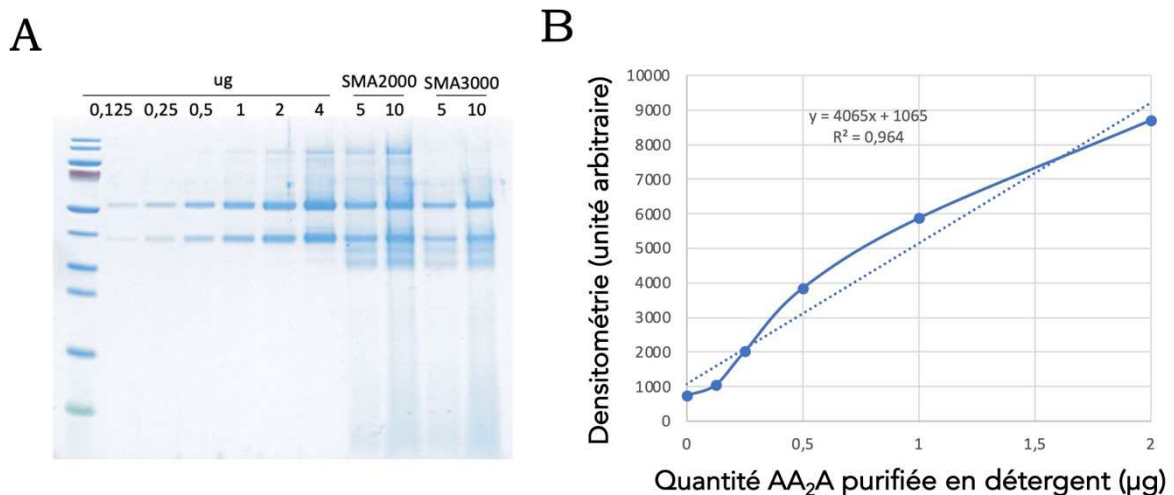 A
ug SMA2000 SMA3000
0,125 0,25 0,5 1 2 4 5 10 5 10
B
10000
9000
8000
7000
6000
5000
4000
3000
2000
1000
0
y = 4065x + 1065
R² = 0,964
Densitométrie (unité arbitraire)
0 0,5 1 1,5 2
Quantité AA₂A purifiée en détergent (µg)